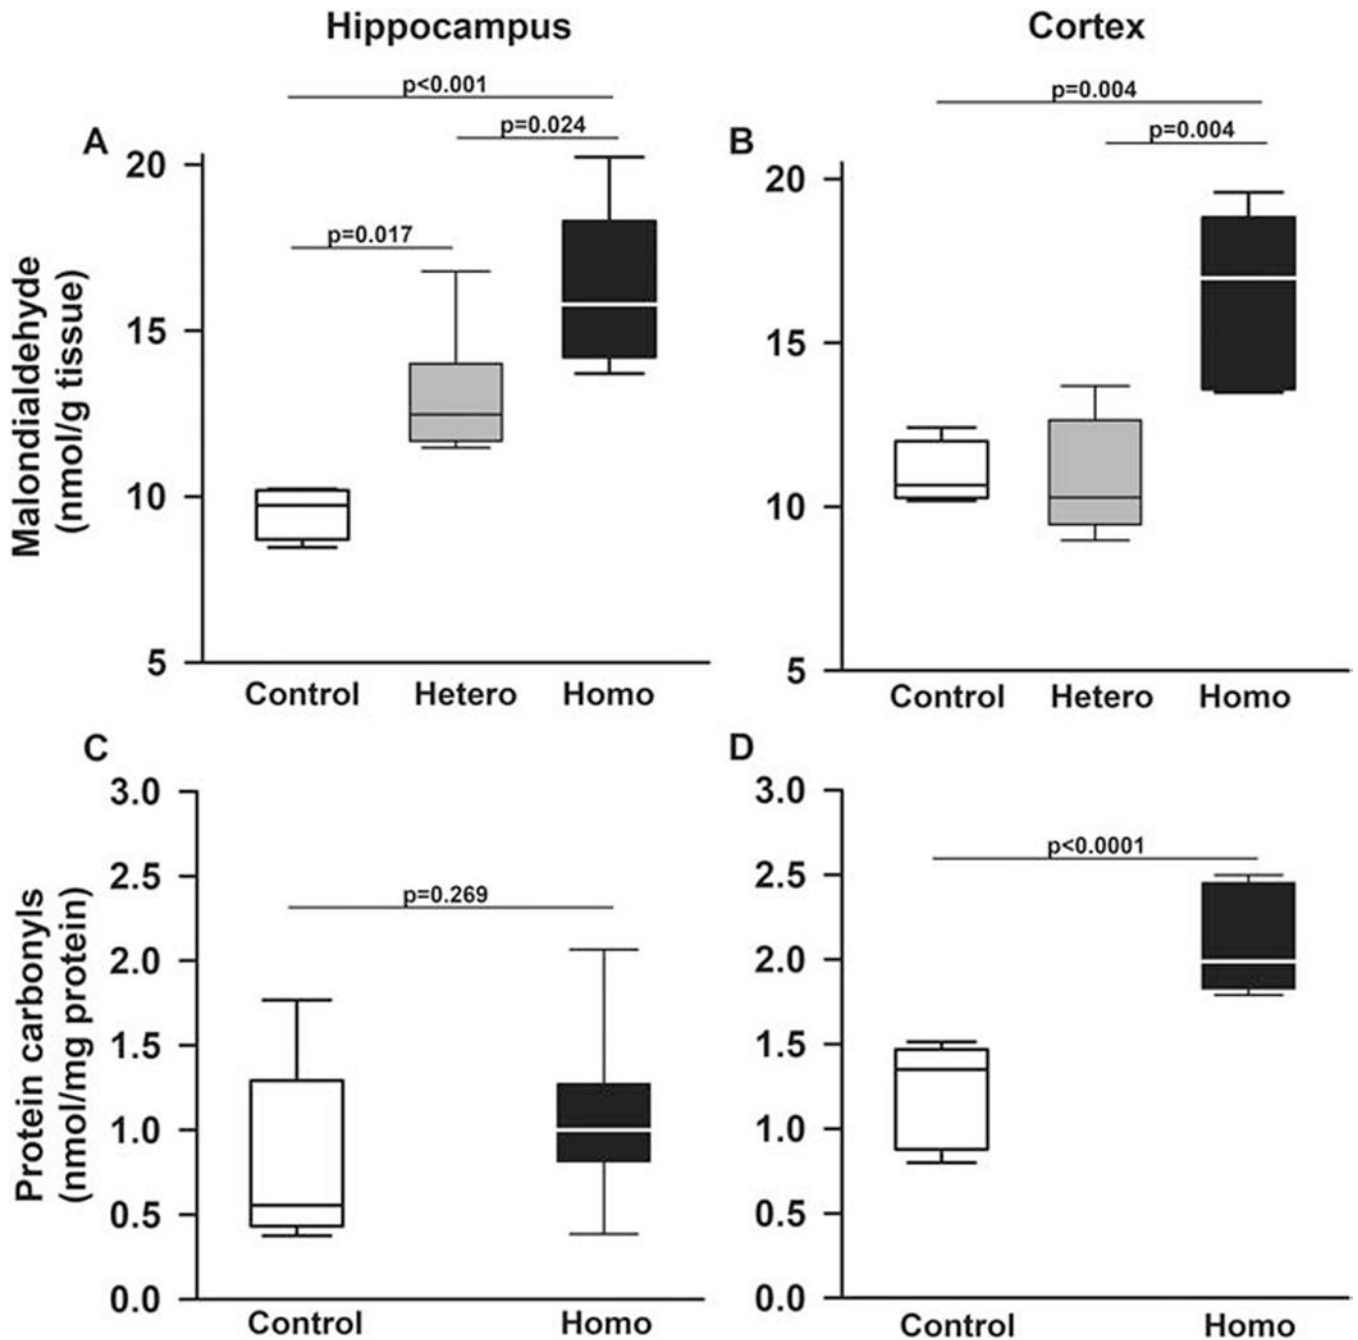 Hippocampus
Cortex
A
p<0.001
p=0.024
p=0.017
20
15
10
5
Malondialdehyde
(nmol/g tissue)
Control Hetero Homo
B
p=0.004
p=0.004
20
15
10
5
Control Hetero Homo
C
3.0
2.5
2.0
1.5
1.0
0.5
0.0
p=0.269
Protein carbonyls
(nmol/mg protein)
Control Homo
D
3.0
2.5
2.0
1.5
1.0
0.5
0.0
p<0.0001
Control Homo